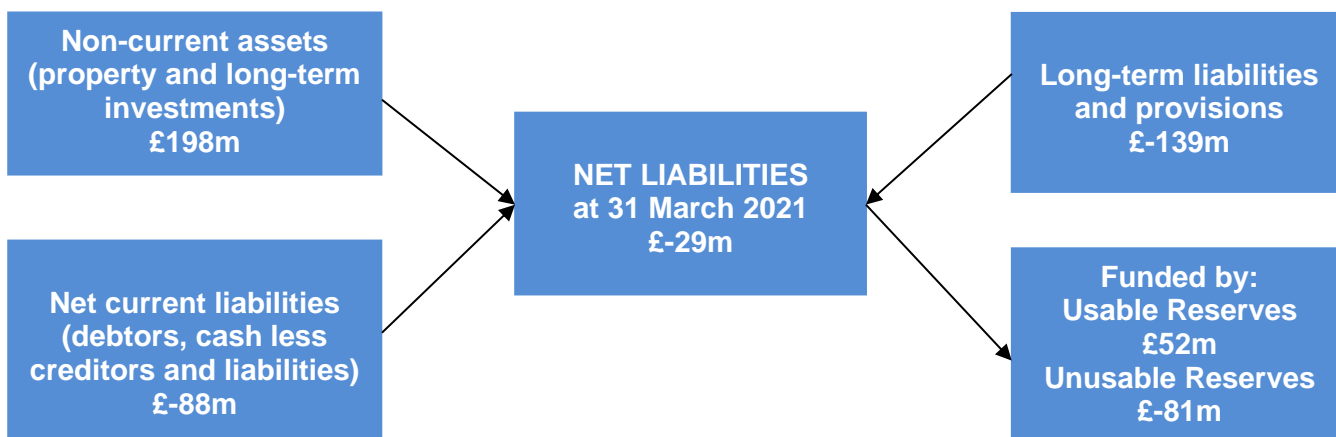 Non-current assets
(property and long-term
investments)
£198m
Net current liabilities
(debtors, cash less
creditors and liabilities)
£-88m
NET LIABILITIES
at 31 March 2021
£-29m
Long-term liabilities
and provisions
£-139m
Funded by:
Usable Reserves
£52m
Unusable Reserves
£-81m